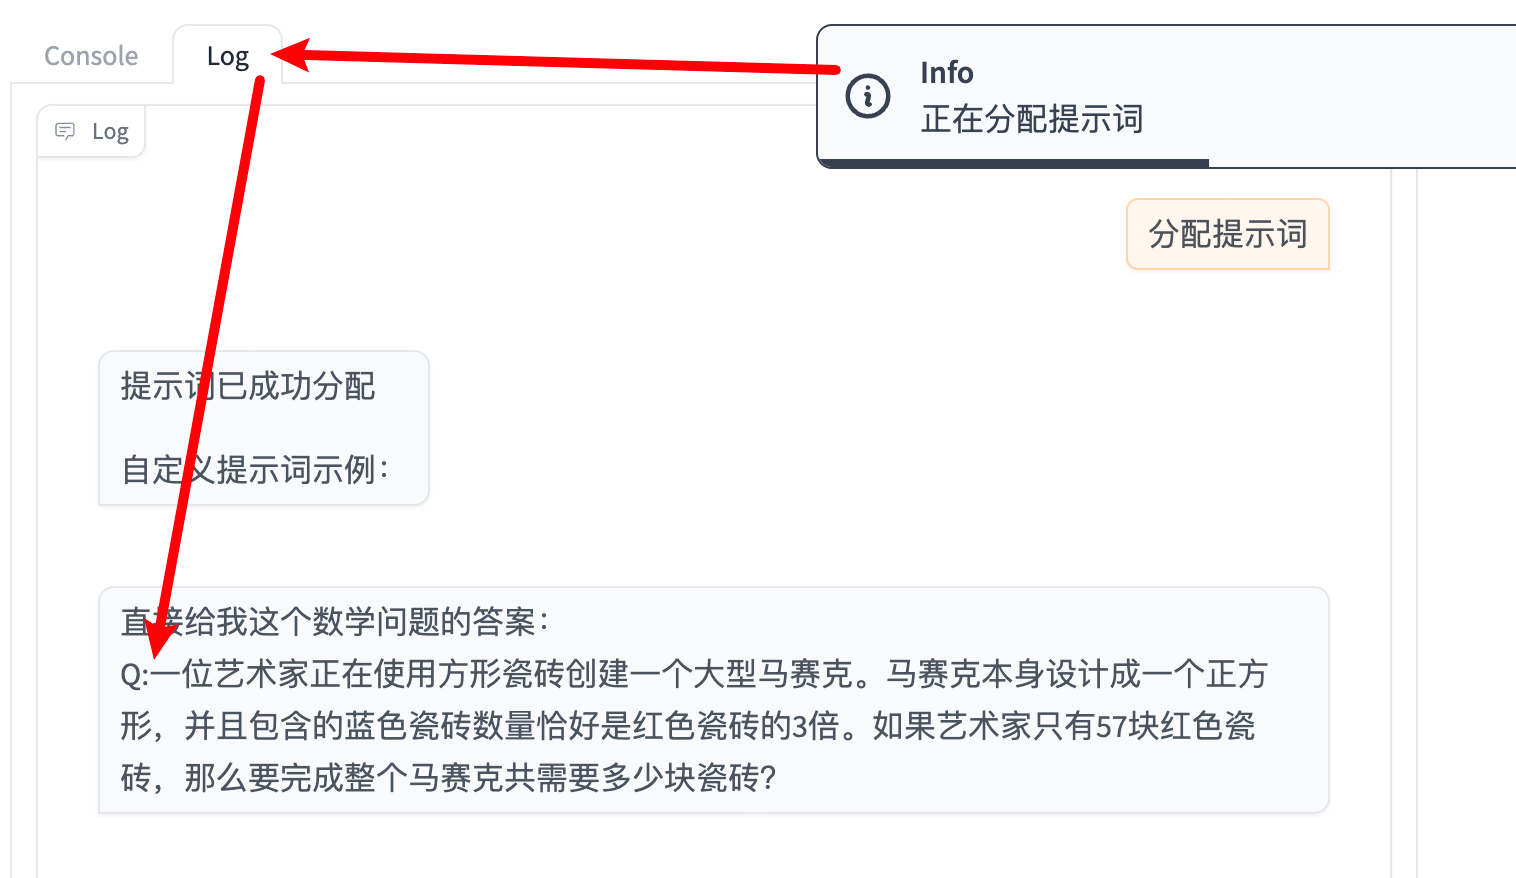 Console
Log
Info
正在分配提示词
Log
分配提示词
提示词已成功分配
自定义提示词示例：
直接给我这个数学问题的答案：
Q:一位艺术家正在使用方形瓷砖创建一个大型马赛克。马赛克本身设计成一个正方
形，并且包含的蓝色瓷砖数量恰好是红色瓷砖的3倍。如果艺术家只有57块红色瓷
砖，那么要完成整个马赛克共需要多少块瓷砖？